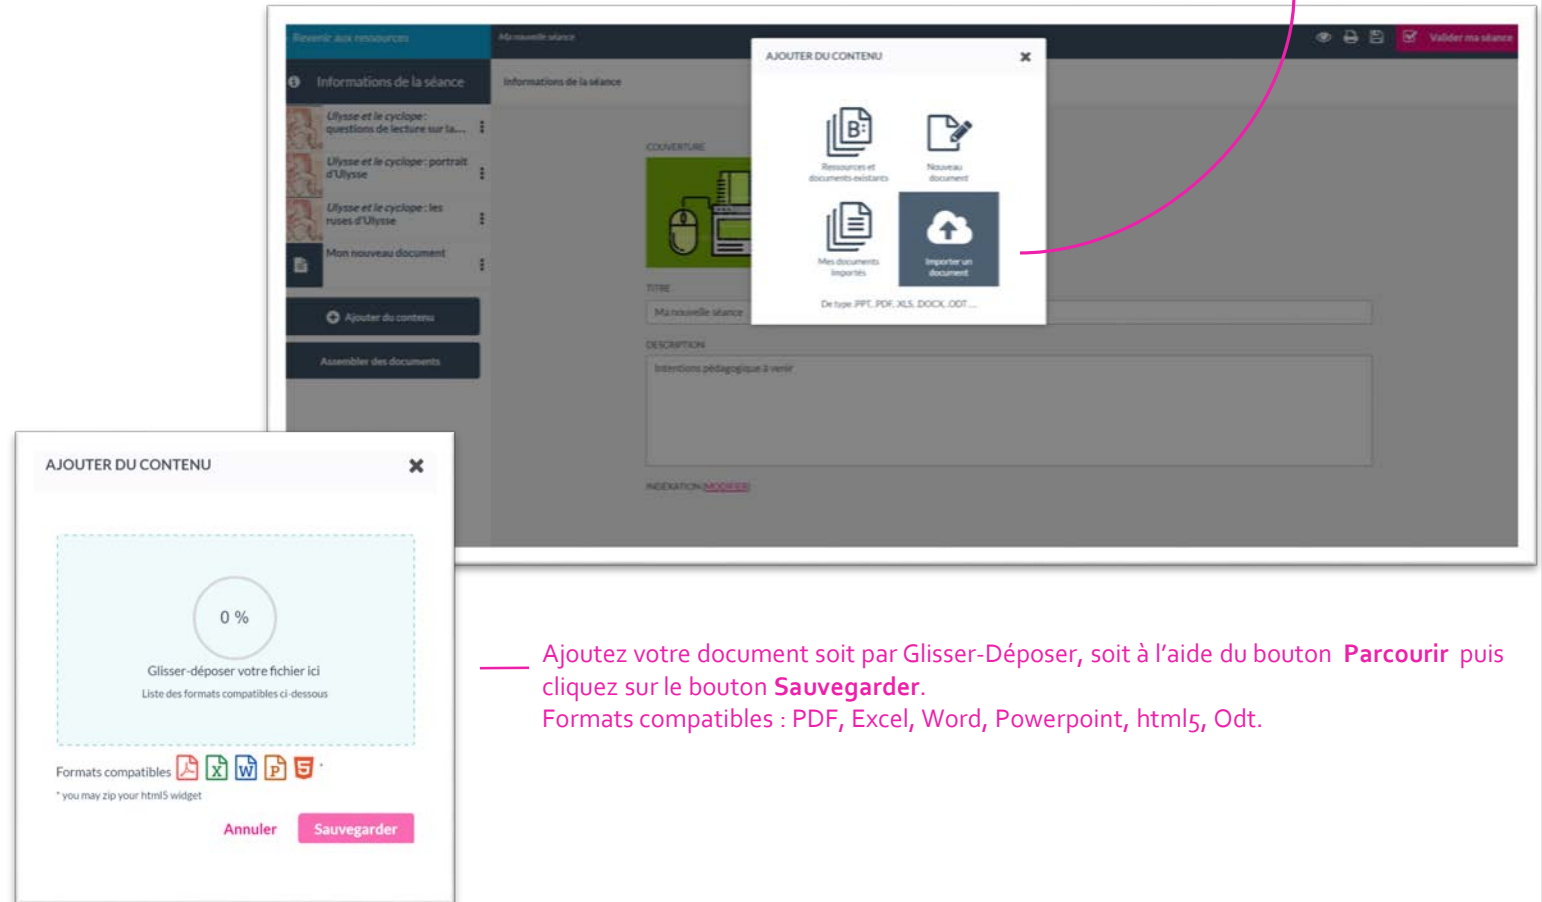 Revenir aux ressources
Ma nouvelle séance
Valider ma séance
Informations de la séance
Informations de la séance
Ulysse et le cyclope :
questions de lecture sur la....
Ulysse et le cyclope : portrait
d'Ulysse
Ulysse et le cyclope : les
ruses d'Ulysse
Mon nouveau document
Ajouter du contenu
Assembler des documents
COUVERTURE
TITRE
Ma nouvelle séance
DESCRIPTION
Intentions pédagogique à venir
INDEXATION (MODIFIER)
AJOUTER DU CONTENU
B:
Ressources et
documents existants
Nouveau
document
Mes documents
Importés
Importer un
document
De type .PPT, .PDF, .XLS, .DOCX, .ODT ...
AJOUTER DU CONTENU
0 %
Glisser-déposer votre fichier ici
Liste des formats compatibles ci-dessous
Formats compatibles X W P 5 *
* you may zip your html5 widget
Annuler
Sauvegarder
Ajoutez votre document soit par Glisser-Déposer, soit à l’aide du bouton Parcourir puis
cliquez sur le bouton Sauvegarder.
Formats compatibles : PDF, Excel, Word, Powerpoint, html5, Odt.